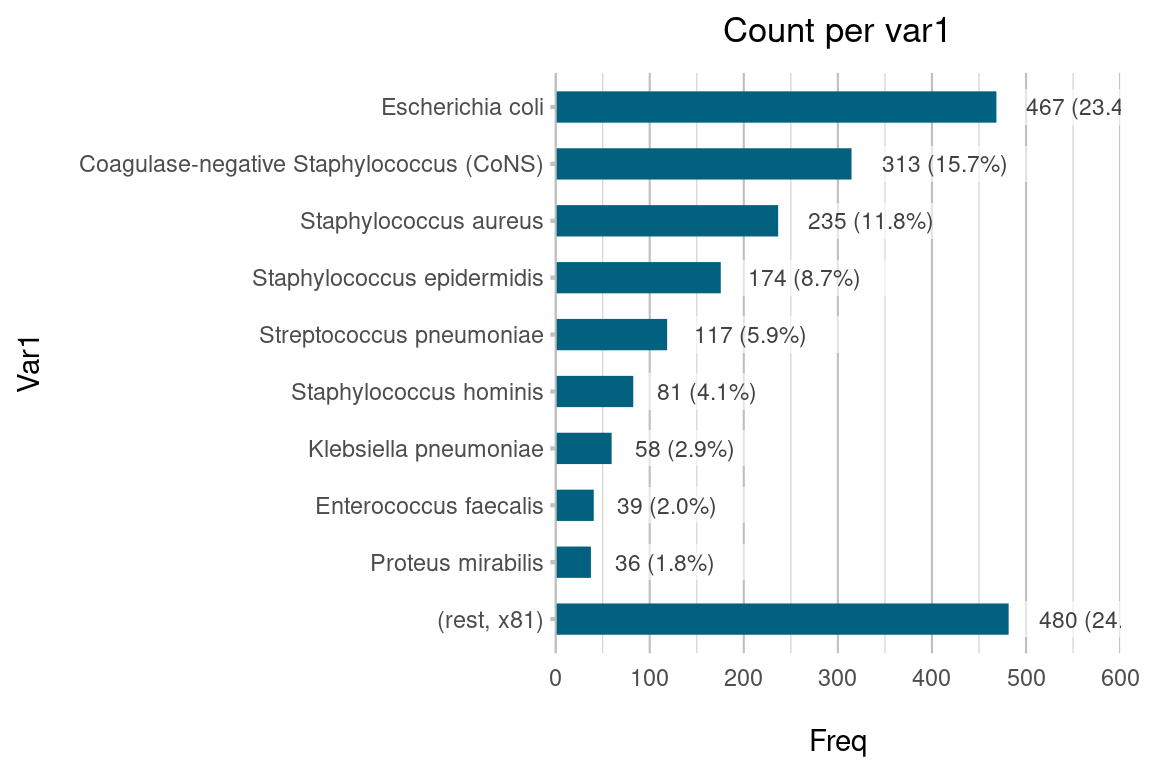 Count per var1
Escherichia coli 467 (23.4
Coagulase-negative Staphylococcus (CoNS) 313 (15.7%)
Staphylococcus aureus 235 (11.8%)
Staphylococcus epidermidis 174 (8.7%)
Streptococcus pneumoniae 117 (5.9%)
Staphylococcus hominis 81 (4.1%)
Klebsiella pneumoniae 58 (2.9%)
Enterococcus faecalis 39 (2.0%)
Proteus mirabilis 36 (1.8%)
(rest, x81) 480 (24.
0 100 200 300 400 500 600
Freq
Var1